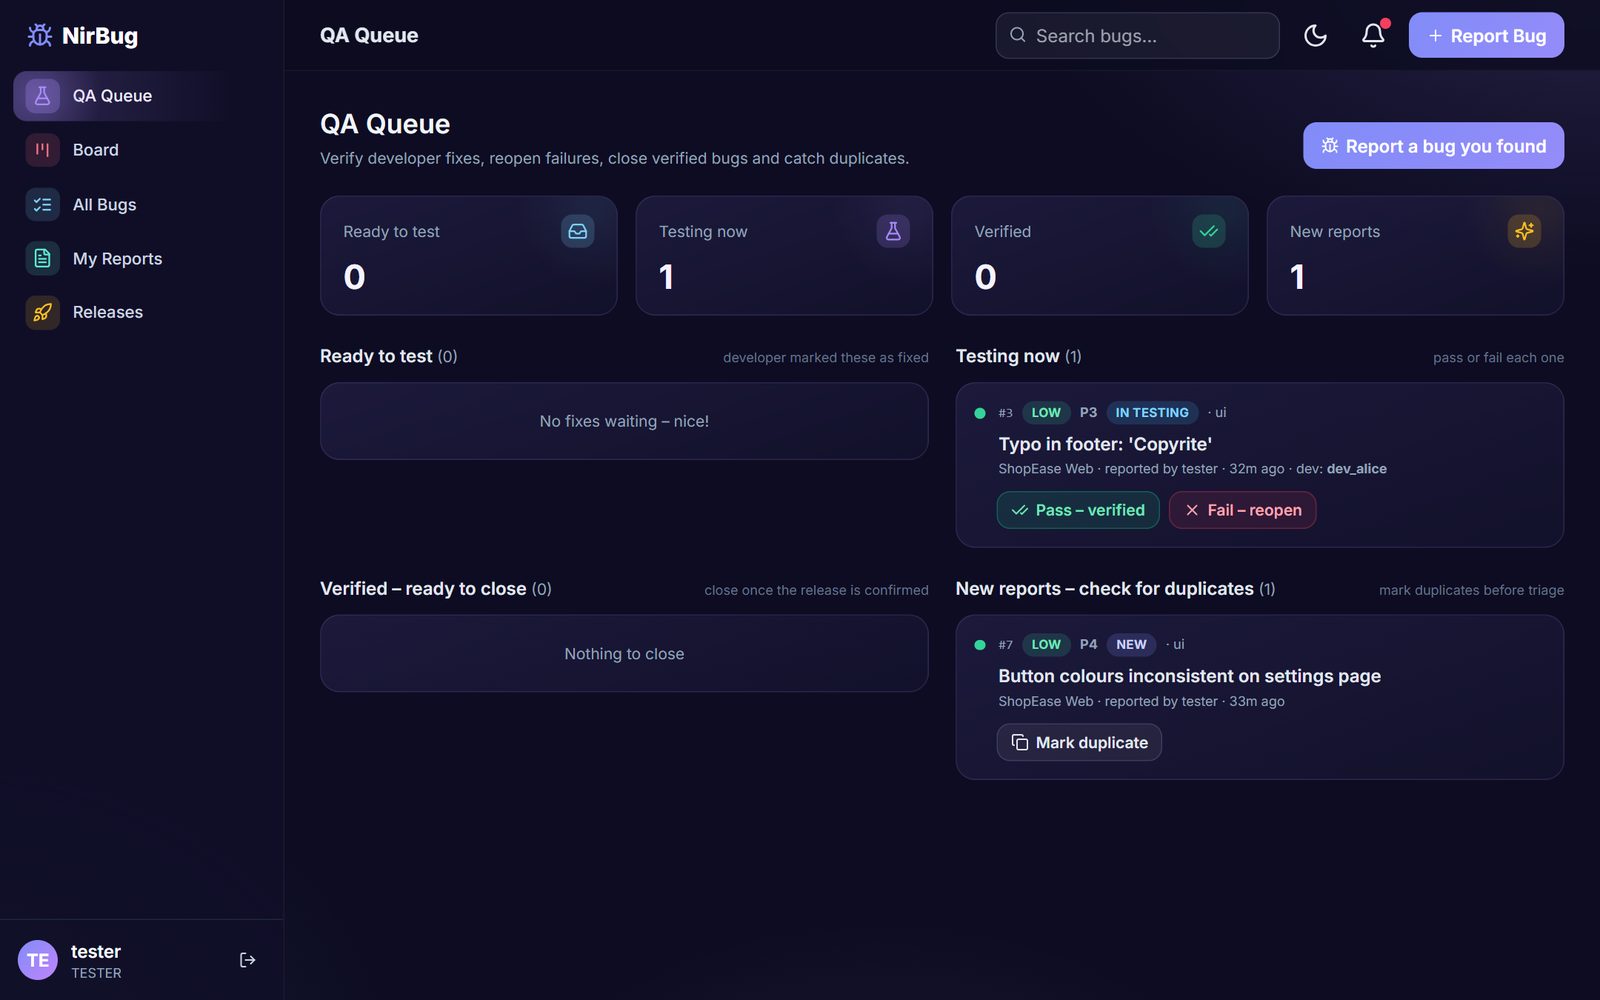 NirBug
QA Queue
Board
All Bugs
My Reports
Releases
TE
tester
TESTER
QA Queue
Search bugs...
Report Bug
QA Queue
Verify developer fixes, reopen failures, close verified bugs and catch duplicates.
Report a bug you found
Ready to test
0
Testing now
1
Verified
0
New reports
1
Ready to test (0)
developer marked these as fixed
No fixes waiting – nice!
Testing now (1)
pass or fail each one
#3 LOW P3 IN TESTING · ui
Typo in footer: 'Copyrite'
ShopEase Web · reported by tester · 32m ago · dev: dev_alice
Pass – verified
Fail – reopen
Verified – ready to close (0)
close once the release is confirmed
Nothing to close
New reports – check for duplicates (1)
mark duplicates before triage
#7 LOW P4 NEW · ui
Button colours inconsistent on settings page
ShopEase Web · reported by tester · 33m ago
Mark duplicate